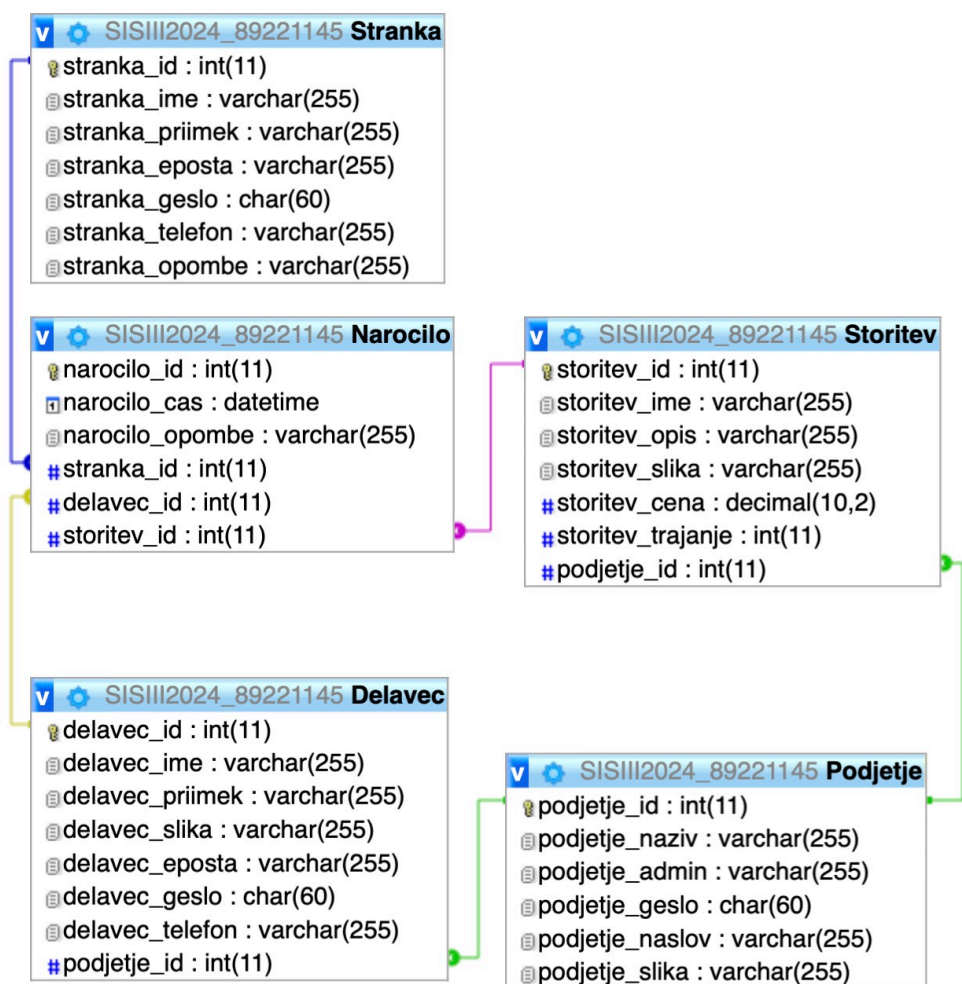 SISIII2024_89221145 Stranka
stranka_id : int(11)
stranka_ime : varchar(255)
stranka_priimek : varchar(255)
stranka_eposta : varchar(255)
stranka_geslo : char(60)
stranka_telefon : varchar(255)
stranka_opombe : varchar(255)
SISIII2024_89221145 Narocilo
narocilo_id : int(11)
narocilo_cas : datetime
narocilo_opombe : varchar(255)
#stranka_id : int(11)
#delavec_id : int(11)
#storitev_id : int(11)
SISIII2024_89221145 Storitev
storitev_id : int(11)
storitev_ime : varchar(255)
storitev_opis : varchar(255)
storitev_slika : varchar(255)
#storitev_cena : decimal(10,2)
#storitev_trajanje : int(11)
#podjetje_id : int(11)
SISIII2024_89221145 Delavec
delavec_id : int(11)
delavec_ime : varchar(255)
delavec_priimek : varchar(255)
delavec_slika : varchar(255)
delavec_eposta : varchar(255)
delavec_geslo : char(60)
delavec_telefon : varchar(255)
#podjetje_id : int(11)
SISIII2024_89221145 Podjetje
podjetje_id : int(11)
podjetje_naziv : varchar(255)
podjetje_admin : varchar(255)
podjetje_geslo : char(60)
podjetje_naslov : varchar(255)
podjetje_slika : varchar(255)